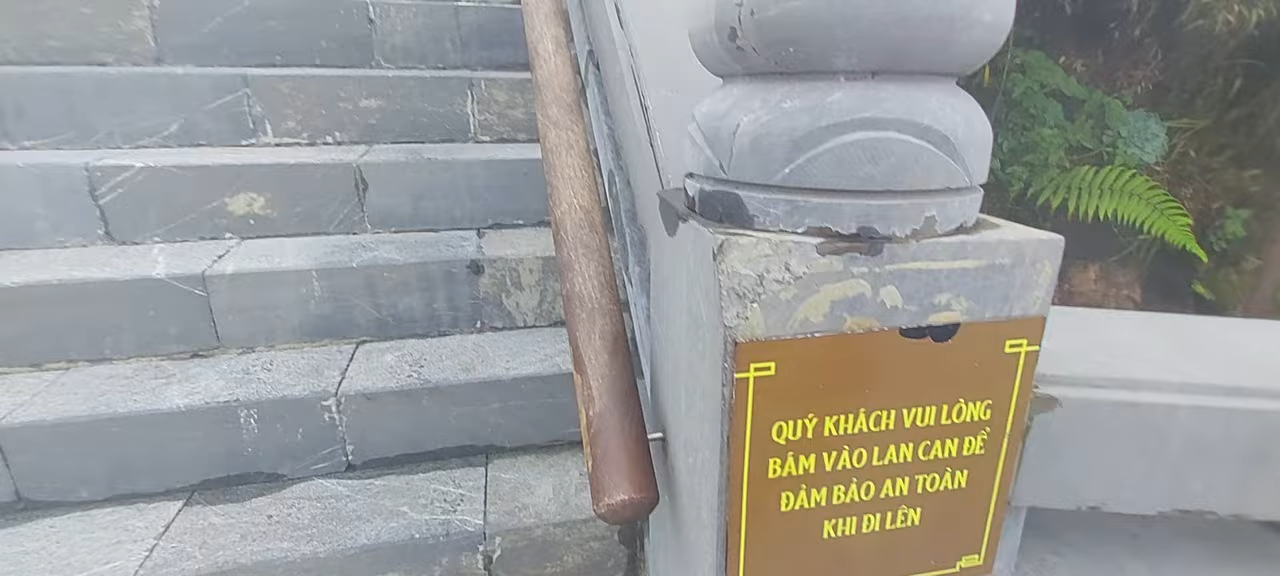 QUÝ KHÁCH VUI LÒNG
BÁM VÀO LAN CAN ĐỂ
ĐẢM BẢO AN TOÀN
KHI ĐI LÊN